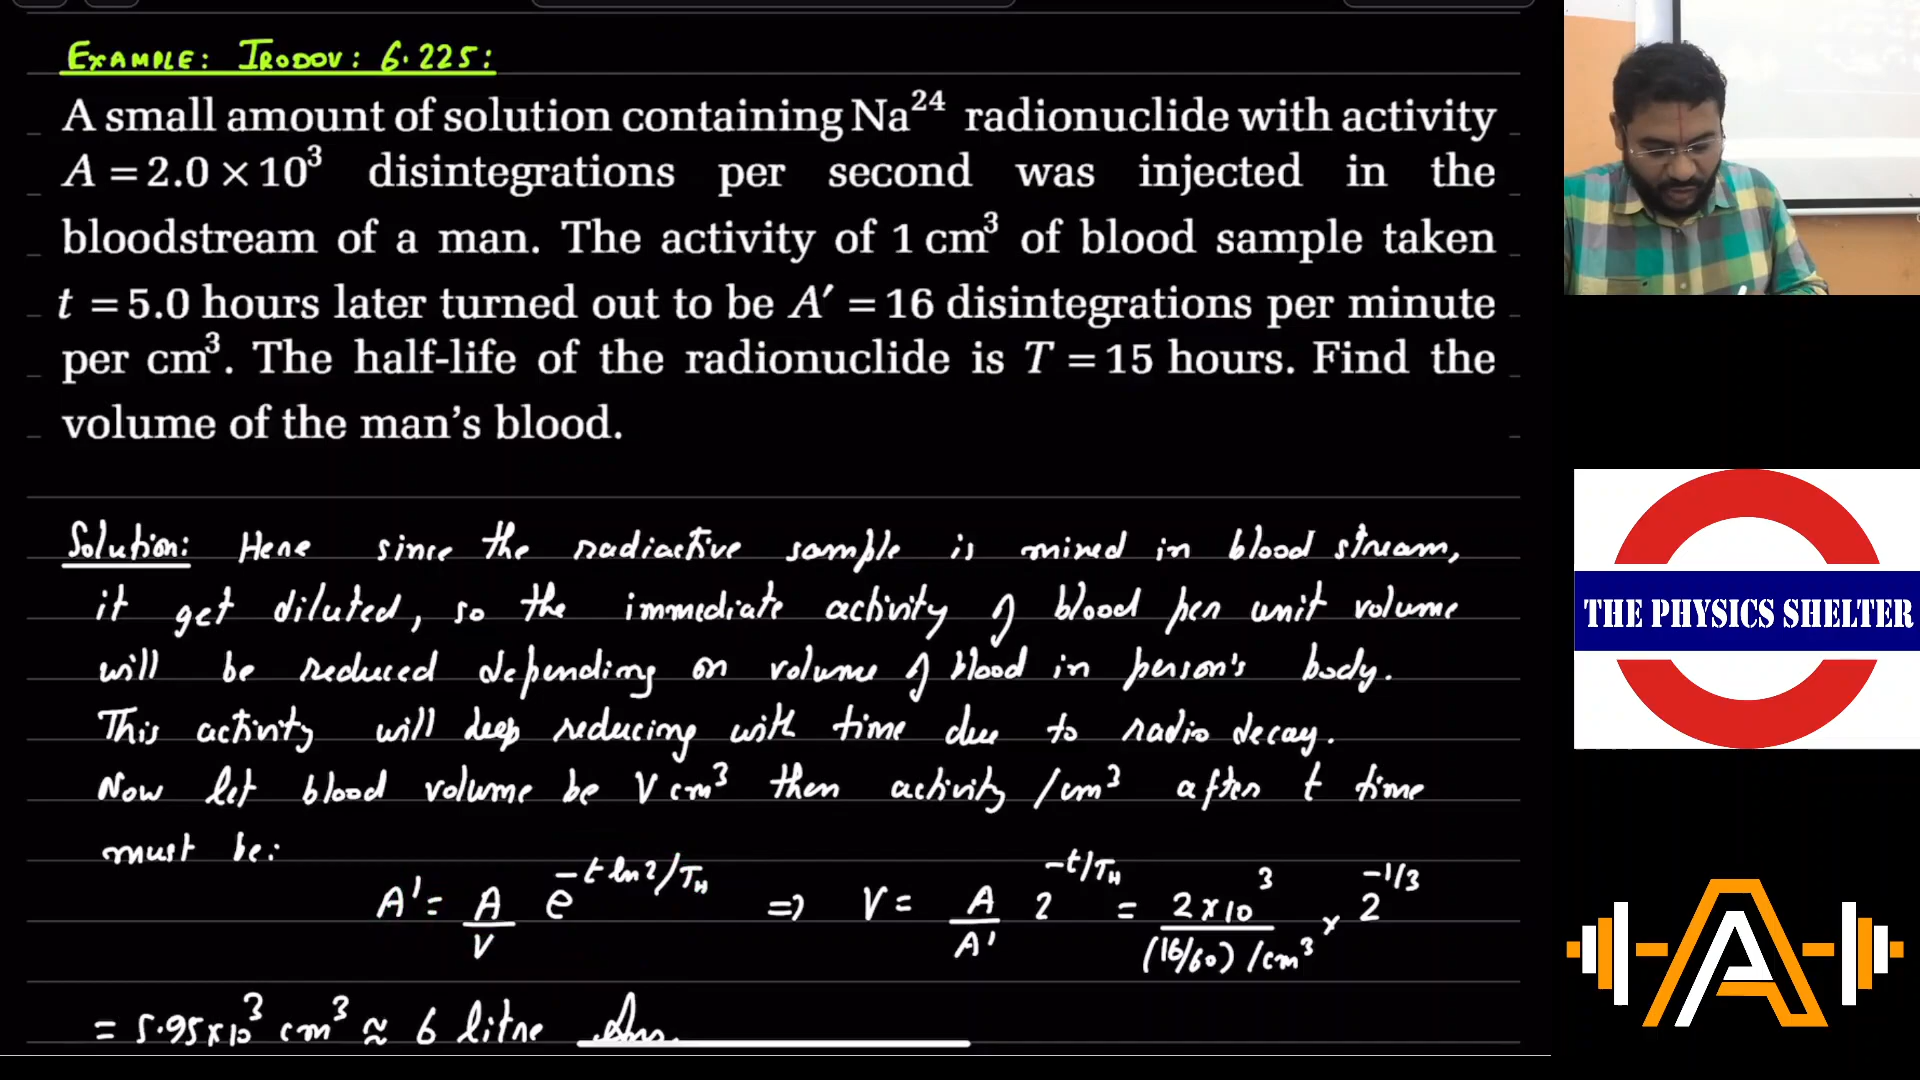 EXAMPLE: IRODOV: 6.225:
A small amount of solution containing Na²⁴ radionuclide with activity
A = 2.0 × 10³ disintegrations per second was injected in the
bloodstream of a man. The activity of 1 cm³ of blood sample taken
t = 5.0 hours later turned out to be A′ = 16 disintegrations per minute
per cm³. The half-life of the radionuclide is T = 15 hours. Find the
volume of the man’s blood.
Solution: Here since the radiactive sample is mixed in blood stream,
it get diluted, so the immediate activity of blood per unit volume
will be reduced depending on volume of blood in person's body.
This activity will keep reducing with time due to radio decay.
Now let blood volume be V cm³ then activity /cm³ after t time
must be:
A' = A/V e^(-t ln2/T_H) ⇒ V = A/A' 2^(-t/T_H) = 2×10³/((16/60) /cm³) × 2^(-1/3)
= 5.95×10³ cm³ ≈ 6 litre Ans.
THE PHYSICS SHELTER